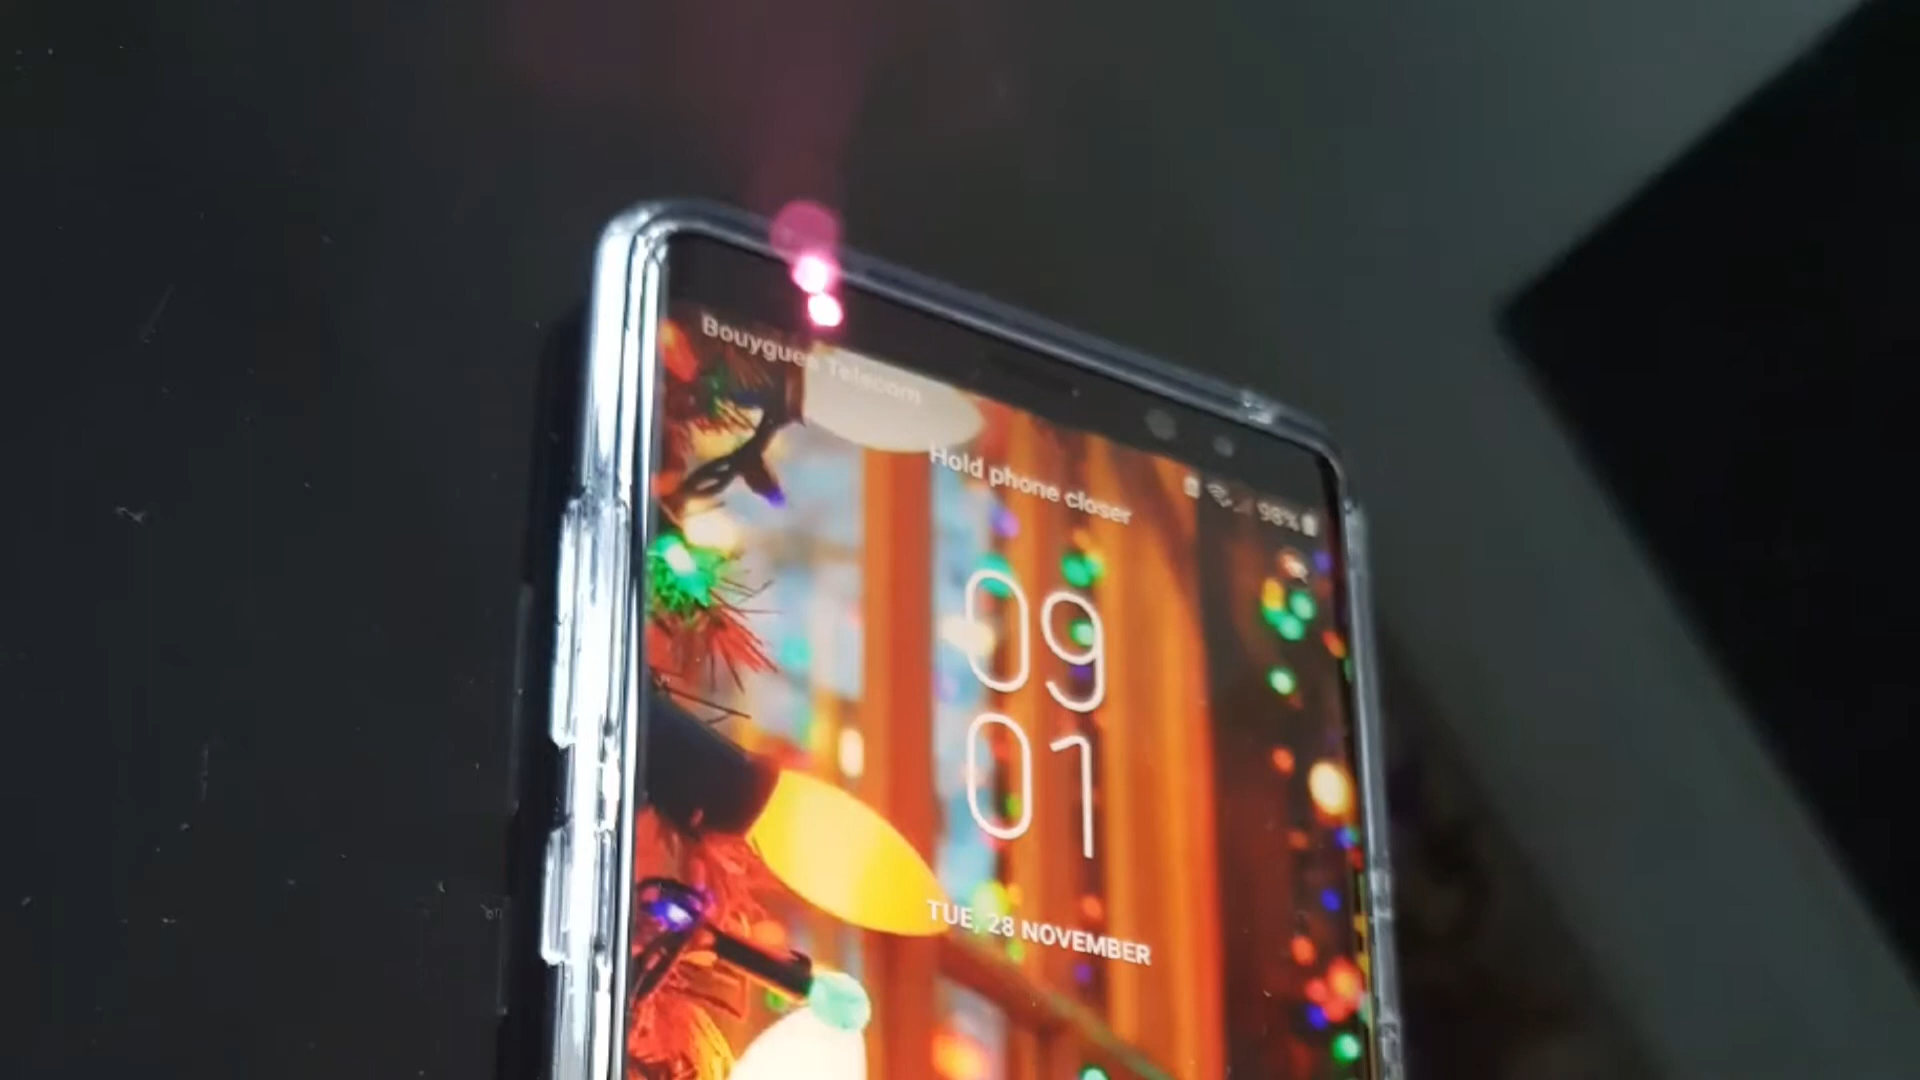 Bouygues Telecom
98%
Hold phone closer
09
01
TUE, 28 NOVEMBER